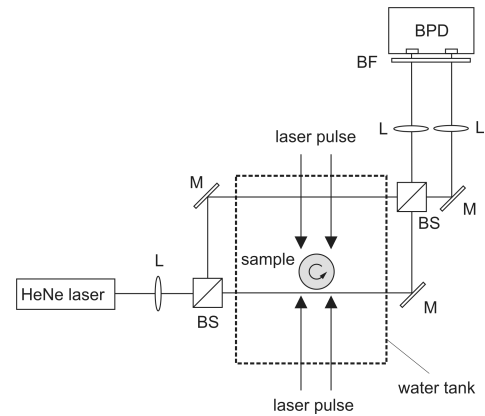 BPD
BF
L
L
laser pulse
M
M
BS
sample
L
HeNe laser
BS
M
water tank
laser pulse